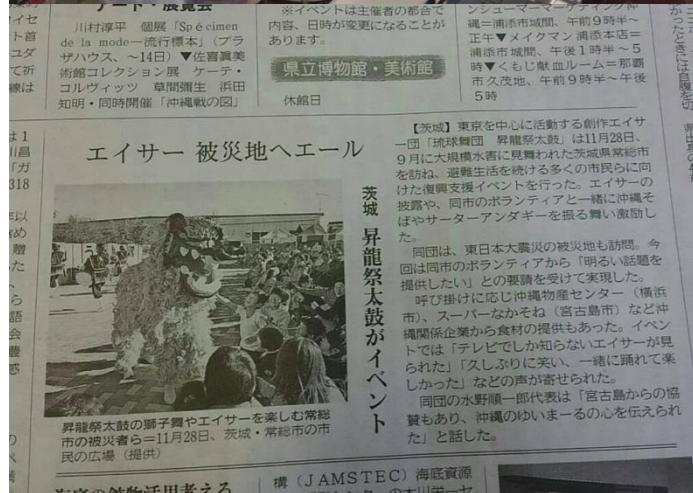 アート・展覧会
川村淳平 個展「Spécimen
de la mode―流行標本」（プラ
ザハウス、〜14日）▼佐喜眞美
術館コレクション展 ケーテ・
コルヴィッツ 草間彌生 浜田
知明・同時開催「沖縄戦の図」
※イベントは主催者の都合で
内容、日時が変更になることが
あります。
県立博物館・美術館
休館日
縄＝浦添市城間、午前9時半〜
正午▼メイクマン浦添本店＝
浦添市城間、午後1時半〜5
時▼くもじ献血ルーム＝那覇
市久茂地、午前9時半〜午後
5時
エイサー 被災地へエール
茨城 昇龍祭太鼓がイベント
【茨城】東京を中心に活動する創作エイサ
ー団「琉球舞団 昇龍祭太鼓」は11月28日、
9月に大規模水害に見舞われた茨城県常総市
を訪ね、避難生活を続ける多くの市民らに向
けた復興支援イベントを行った。エイサーの
披露や、同市のボランティアと一緒に沖縄そ
ばやサーターアンダギーを振る舞い激励し
た。
同団は、東日本大震災の被災地も訪問。今
回は同市のボランティアから「明るい話題を
提供したい」との要請を受けて実現した。
呼び掛けに応じ沖縄物産センター（横浜
市）、スーパーなかそね（宮古島市）など沖
縄関係企業から食材の提供もあった。イベン
トでは「テレビでしか知らないエイサーが見
られた」「久しぶりに笑い、一緒に踊れて楽
しかった」などの声が寄せられた。
同団の水野順一郎代表は「宮古島からの協
賛もあり、沖縄のゆいまーるの心を伝えられ
た」と話した。
昇龍祭太鼓の獅子舞やエイサーを楽しむ常総
市の被災者ら＝11月28日、茨城・常総市の市
民の広場（提供）
構（JAMSTEC）海底資源